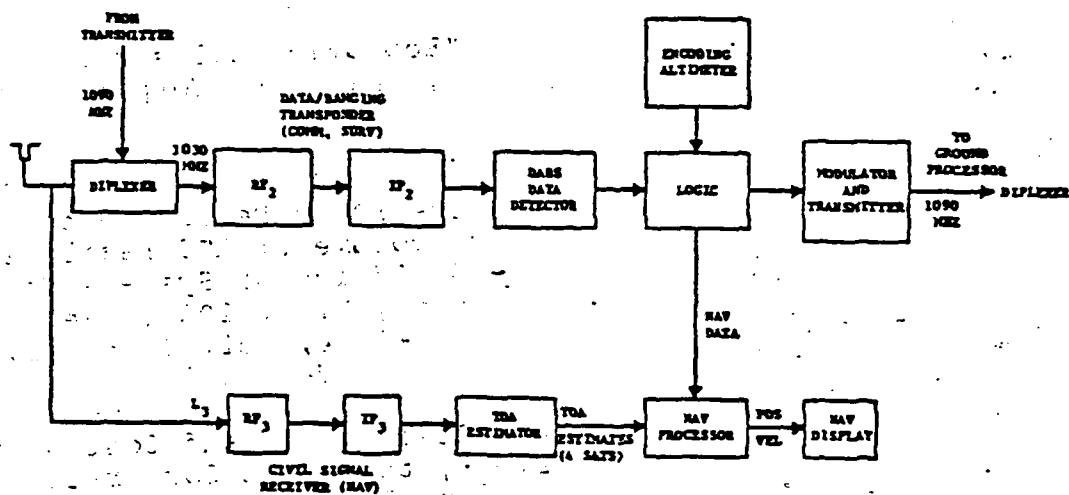 FROM
TRANSMITTER
1090
MHZ
DATA/RANGING
TRANSPONDER
(COMM, SURV)
ENCODING
ALTIMETER
DIPLEXER
1030
MHZ
RF2
IF2
DABS
DATA
DETECTOR
LOGIC
MODULATOR
AND
TRANSMITTER
TO
GROUND
PROCESSOR
DIPLEXER
1090
MHZ
NAV
DATA
L3
RF3
IF3
TOA
ESTIMATOR
TOA
ESTIMATES
(4 SATS)
NAV
PROCESSOR
POS
VEL
NAV
DISPLAY
CIVIL SIGNAL
RECEIVER (NAV)